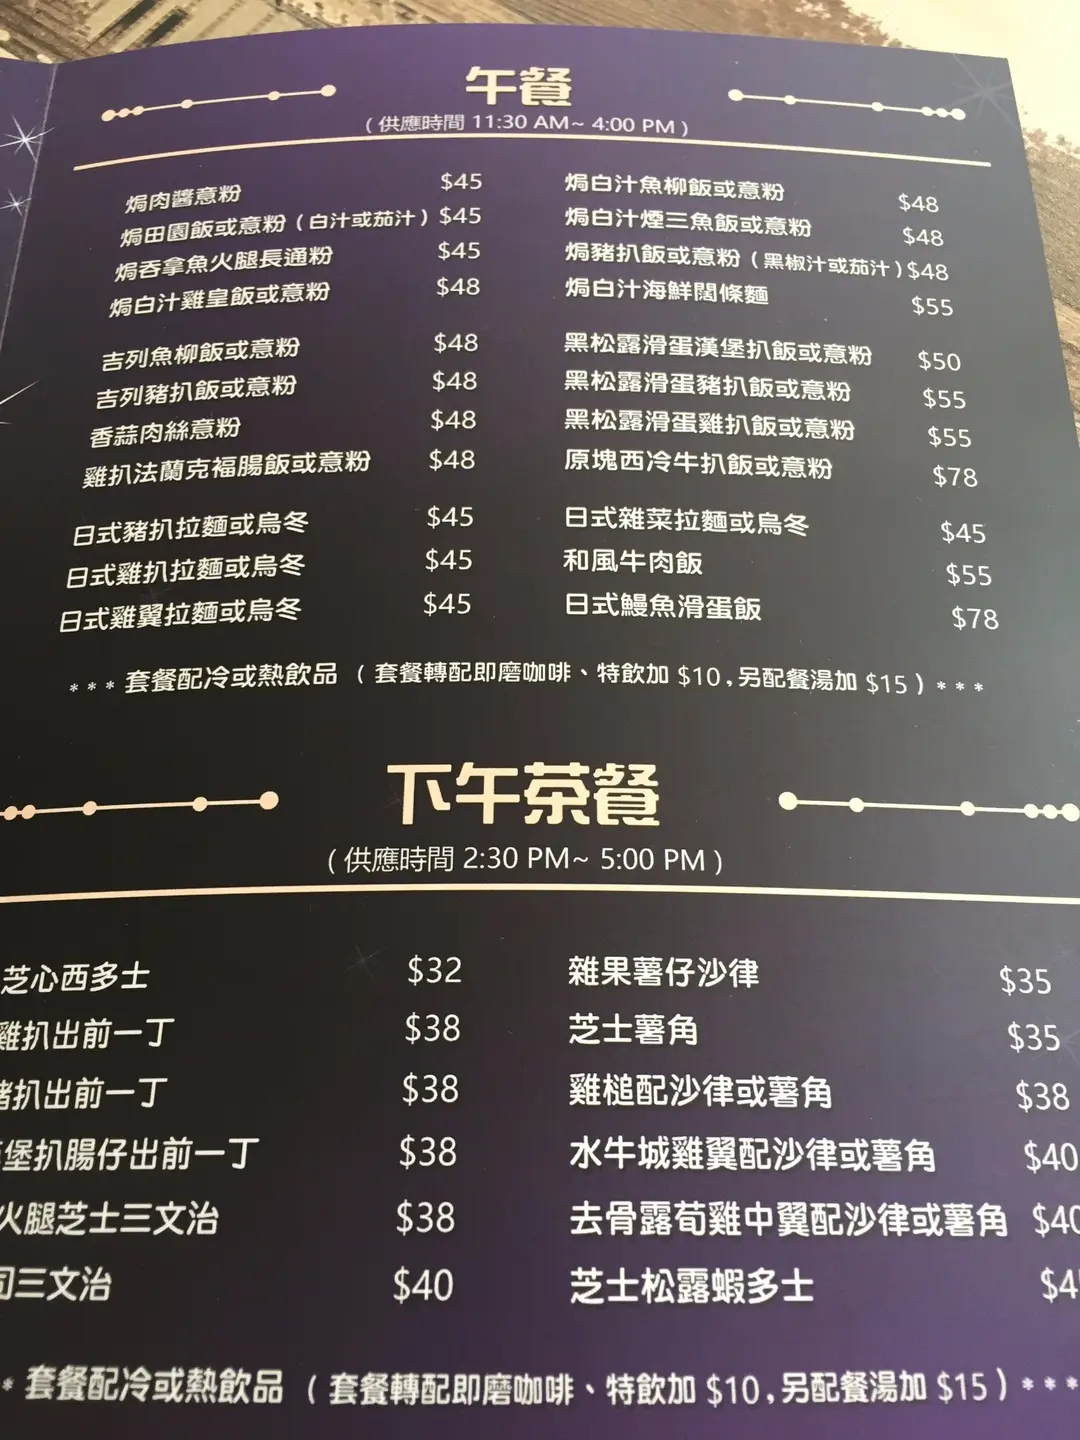 午餐
( 供應時間 11:30 AM~ 4:00 PM )
焗肉醬意粉 $45
焗田園飯或意粉 ( 白汁或茄汁 ) $45
焗吞拿魚火腿長通粉 $45
焗白汁雞皇飯或意粉 $48
吉列魚柳飯或意粉 $48
吉列豬扒飯或意粉 $48
香蒜肉絲意粉 $48
雞扒法蘭克福腸飯或意粉 $48
日式豬扒拉麵或烏冬 $45
日式雞扒拉麵或烏冬 $45
日式雞翼拉麵或烏冬 $45
焗白汁魚柳飯或意粉 $48
焗白汁煙三魚飯或意粉 $48
焗豬扒飯或意粉 ( 黑椒汁或茄汁 ) $48
焗白汁海鮮闊條麵 $55
黑松露滑蛋漢堡扒飯或意粉 $50
黑松露滑蛋豬扒飯或意粉 $55
黑松露滑蛋雞扒飯或意粉 $55
原塊西冷牛扒飯或意粉 $78
日式雜菜拉麵或烏冬 $45
和風牛肉飯 $55
日式鰻魚滑蛋飯 $78
*** 套餐配冷或熱飲品 ( 套餐轉配即磨咖啡、特飲加 $10 , 另配餐湯加 $15 ) ***
下午茶餐
( 供應時間 2:30 PM~ 5:00 PM )
芝心西多士 $32
雞扒出前一丁 $38
豬扒出前一丁 $38
堡扒腸仔出前一丁 $38
火腿芝士三文治 $38
司三文治 $40
雜果薯仔沙律 $35
芝士薯角 $35
雞槌配沙律或薯角 $38
水牛城雞翼配沙律或薯角 $40
去骨露荀雞中翼配沙律或薯角 $40
芝士松露蝦多士
* 套餐配冷或熱飲品 ( 套餐轉配即磨咖啡、特飲加 $10 , 另配餐湯加 $15 ) ***